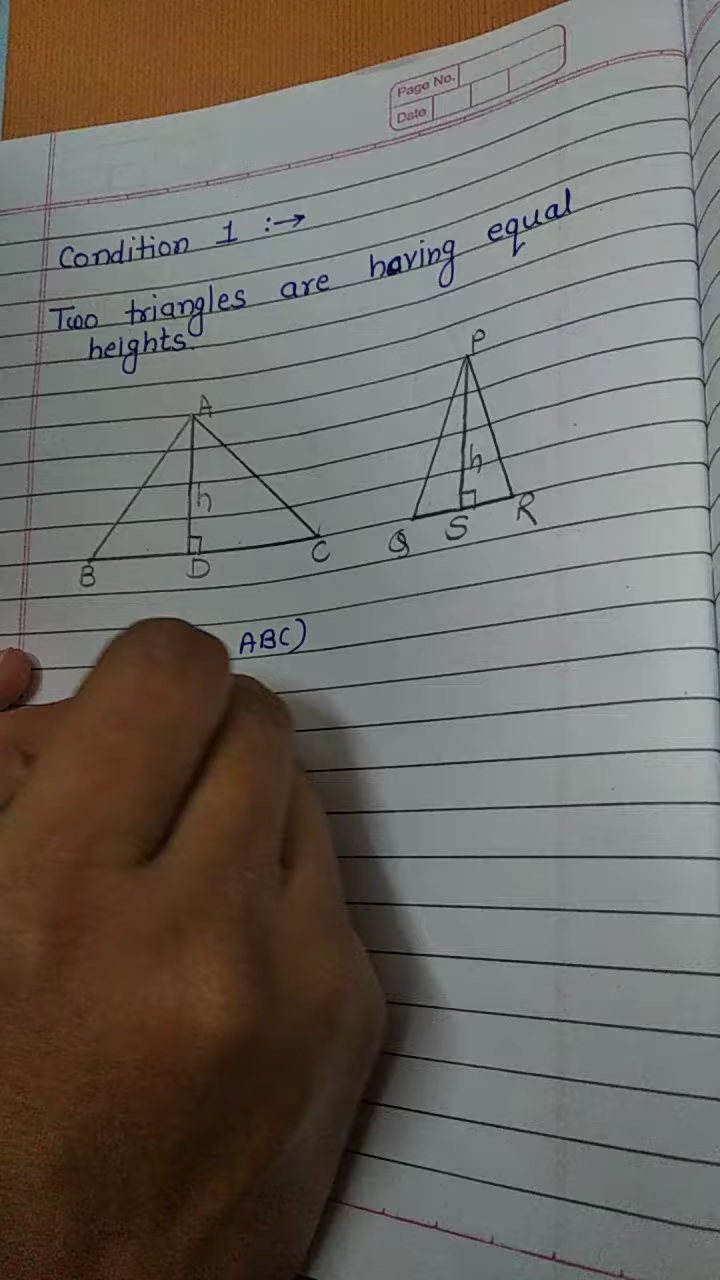 Page No.
Date
Condition 1 :→
Two triangles are having equal
heights.
A
P
h
h
B
D
C
Q
S
R
ABC)